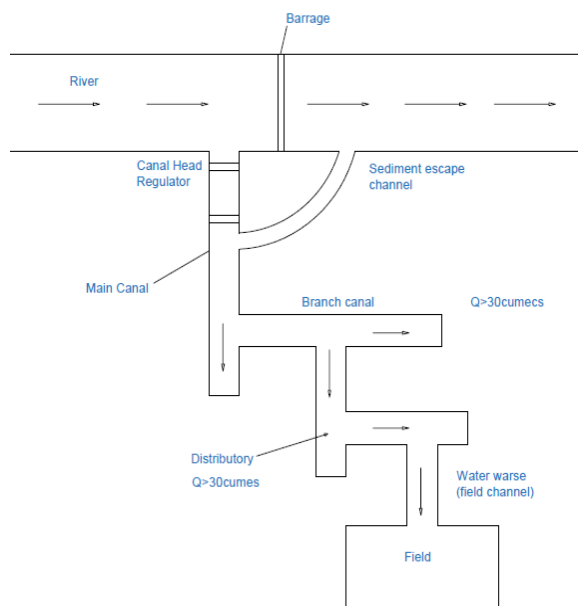 Barrage
River
Canal Head
Regulator
Sediment escape
channel
Main Canal
Branch canal
Q>30cumecs
Distributory
Q>30cumes
Water warse
(field channel)
Field